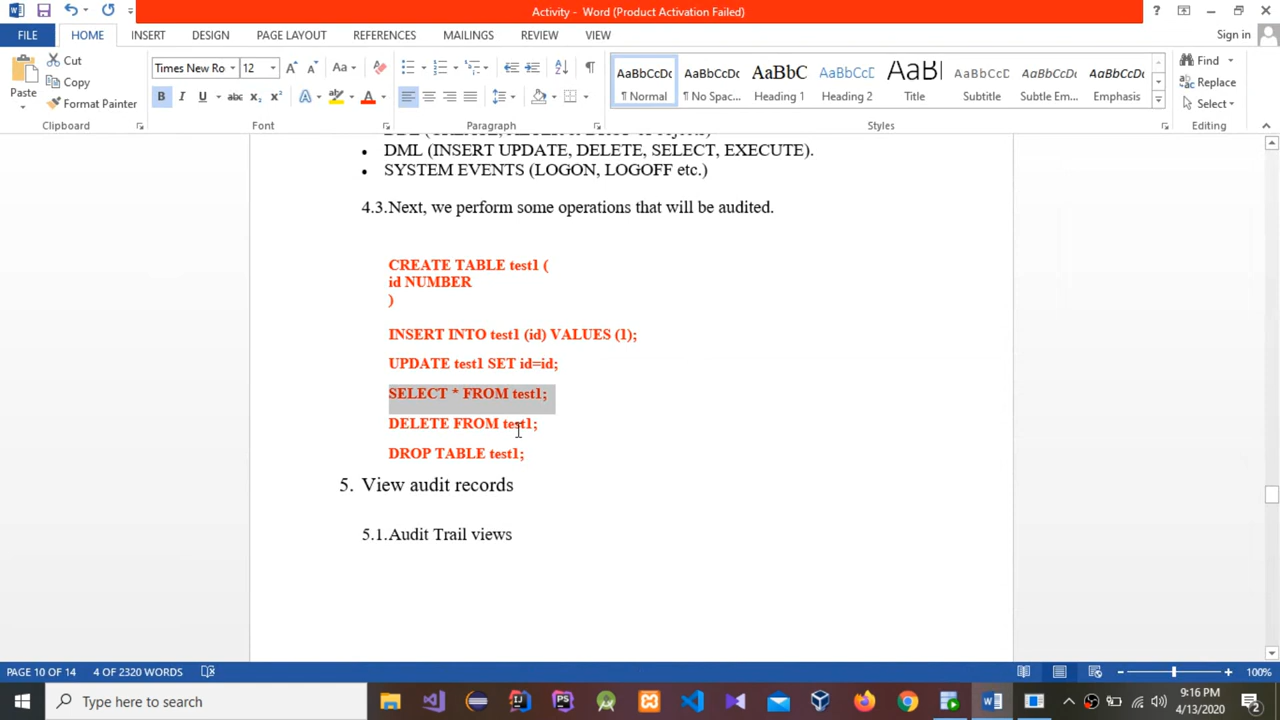 Activity - Word (Product Activation Failed)
FILE HOME INSERT DESIGN PAGE LAYOUT REFERENCES MAILINGS REVIEW VIEW Sign in
Paste
Cut
Copy
Format Painter
Clipboard
Times New Ro 12
Font
Paragraph
AaBbCcDc AaBbCcDc AaBbC AaBbCcE AaB AaBbCcD AaBbCcDc AaBbCcDc
¶ Normal ¶ No Spac... Heading 1 Heading 2 Title Subtitle Subtle Em... Emphasis
Styles
Find
Replace
Select
Editing
• DML (INSERT UPDATE, DELETE, SELECT, EXECUTE).
• SYSTEM EVENTS (LOGON, LOGOFF etc.)
4.3.Next, we perform some operations that will be audited.
CREATE TABLE test1 (
id NUMBER
)
INSERT INTO test1 (id) VALUES (1);
UPDATE test1 SET id=id;
SELECT * FROM test1;
DELETE FROM test1;
DROP TABLE test1;
5. View audit records
5.1.Audit Trail views
PAGE 10 OF 14 4 OF 2320 WORDS 100%
Type here to search
9:16 PM
4/13/2020
2